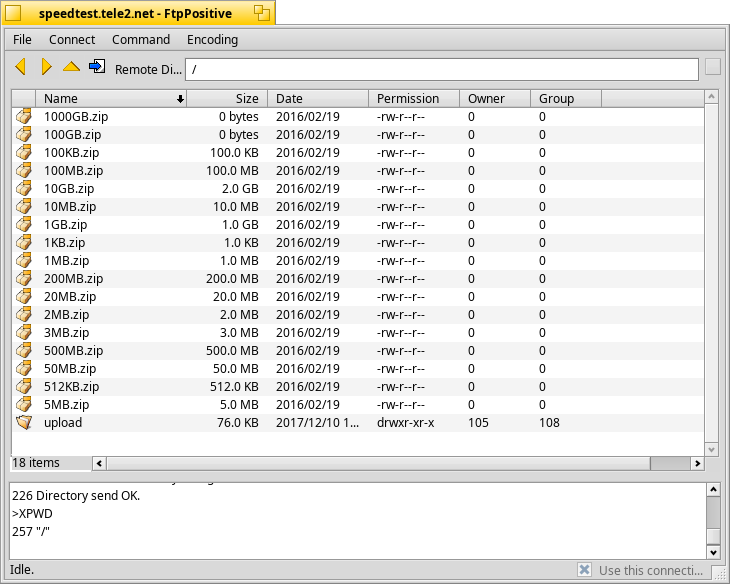 speedtest.tele2.net - FtpPositive
File Connect Command Encoding
Remote Di... /
Name Size Date Permission Owner Group
1000GB.zip 0 bytes 2016/02/19 -rw-r--r-- 0 0
100GB.zip 0 bytes 2016/02/19 -rw-r--r-- 0 0
100KB.zip 100.0 KB 2016/02/19 -rw-r--r-- 0 0
100MB.zip 100.0 MB 2016/02/19 -rw-r--r-- 0 0
10GB.zip 2.0 GB 2016/02/19 -rw-r--r-- 0 0
10MB.zip 10.0 MB 2016/02/19 -rw-r--r-- 0 0
1GB.zip 1.0 GB 2016/02/19 -rw-r--r-- 0 0
1KB.zip 1.0 KB 2016/02/19 -rw-r--r-- 0 0
1MB.zip 1.0 MB 2016/02/19 -rw-r--r-- 0 0
200MB.zip 200.0 MB 2016/02/19 -rw-r--r-- 0 0
20MB.zip 20.0 MB 2016/02/19 -rw-r--r-- 0 0
2MB.zip 2.0 MB 2016/02/19 -rw-r--r-- 0 0
3MB.zip 3.0 MB 2016/02/19 -rw-r--r-- 0 0
500MB.zip 500.0 MB 2016/02/19 -rw-r--r-- 0 0
50MB.zip 50.0 MB 2016/02/19 -rw-r--r-- 0 0
512KB.zip 512.0 KB 2016/02/19 -rw-r--r-- 0 0
5MB.zip 5.0 MB 2016/02/19 -rw-r--r-- 0 0
upload 76.0 KB 2017/12/10 1... drwxr-xr-x 105 108
18 items
226 Directory send OK.
>XPWD
257 "/"
Idle. Use this connecti...